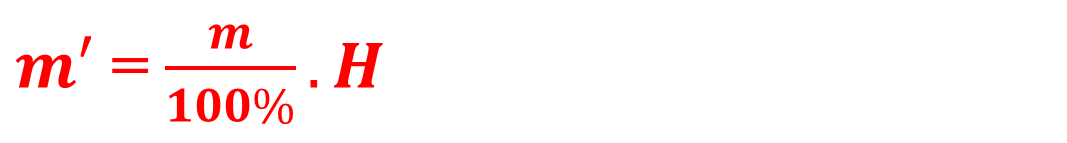 m′ = m/100% . H